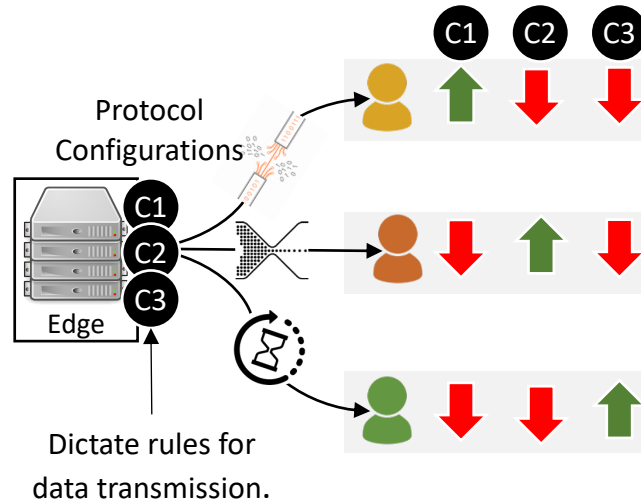 C1 C2 C3
Protocol
Configurations
C1
C2
C3
Edge
Dictate rules for
data transmission.